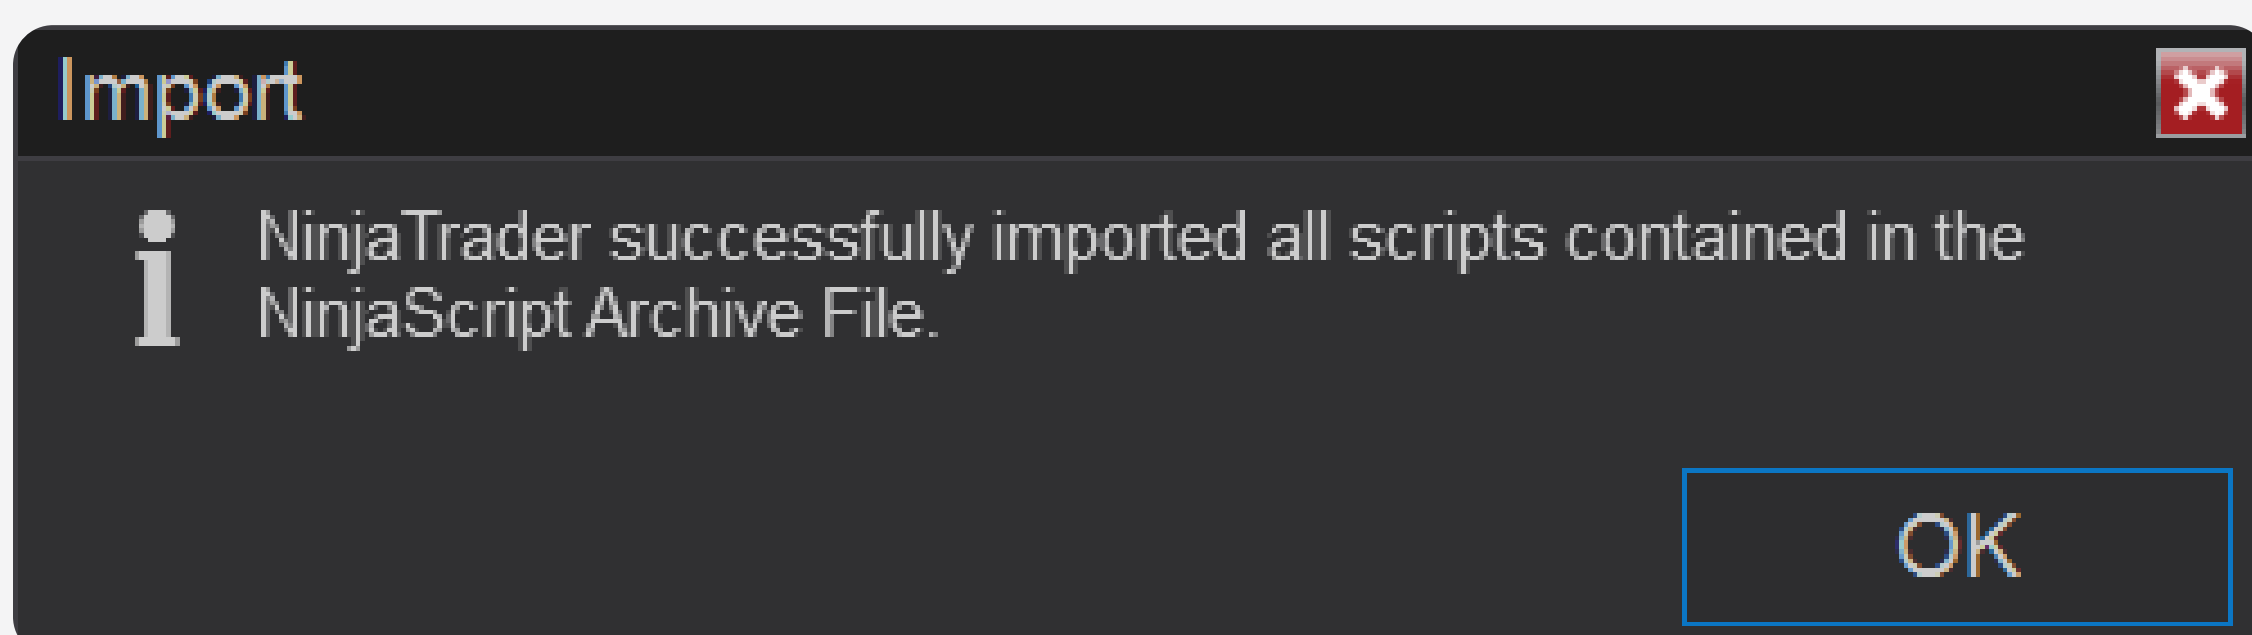 Import
NinjaTrader successfully imported all scripts contained in the
NinjaScript Archive File.
OK